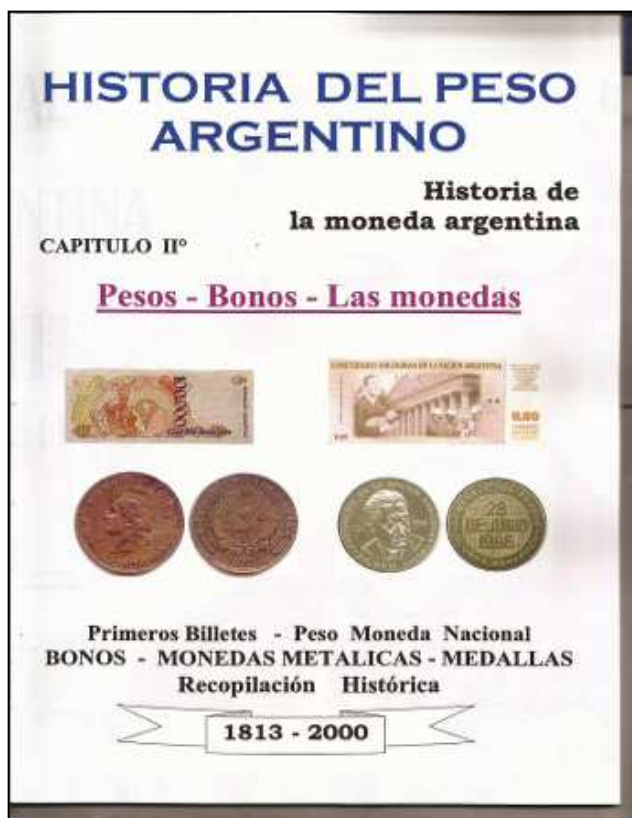 HISTORIA DEL PESO
ARGENTINO
Historia de
la moneda argentina
CAPITULO IIº
Pesos - Bonos - Las monedas
Primeros Billetes - Peso Moneda Nacional
BONOS - MONEDAS METALICAS - MEDALLAS
Recopilación Histórica
1813 - 2000